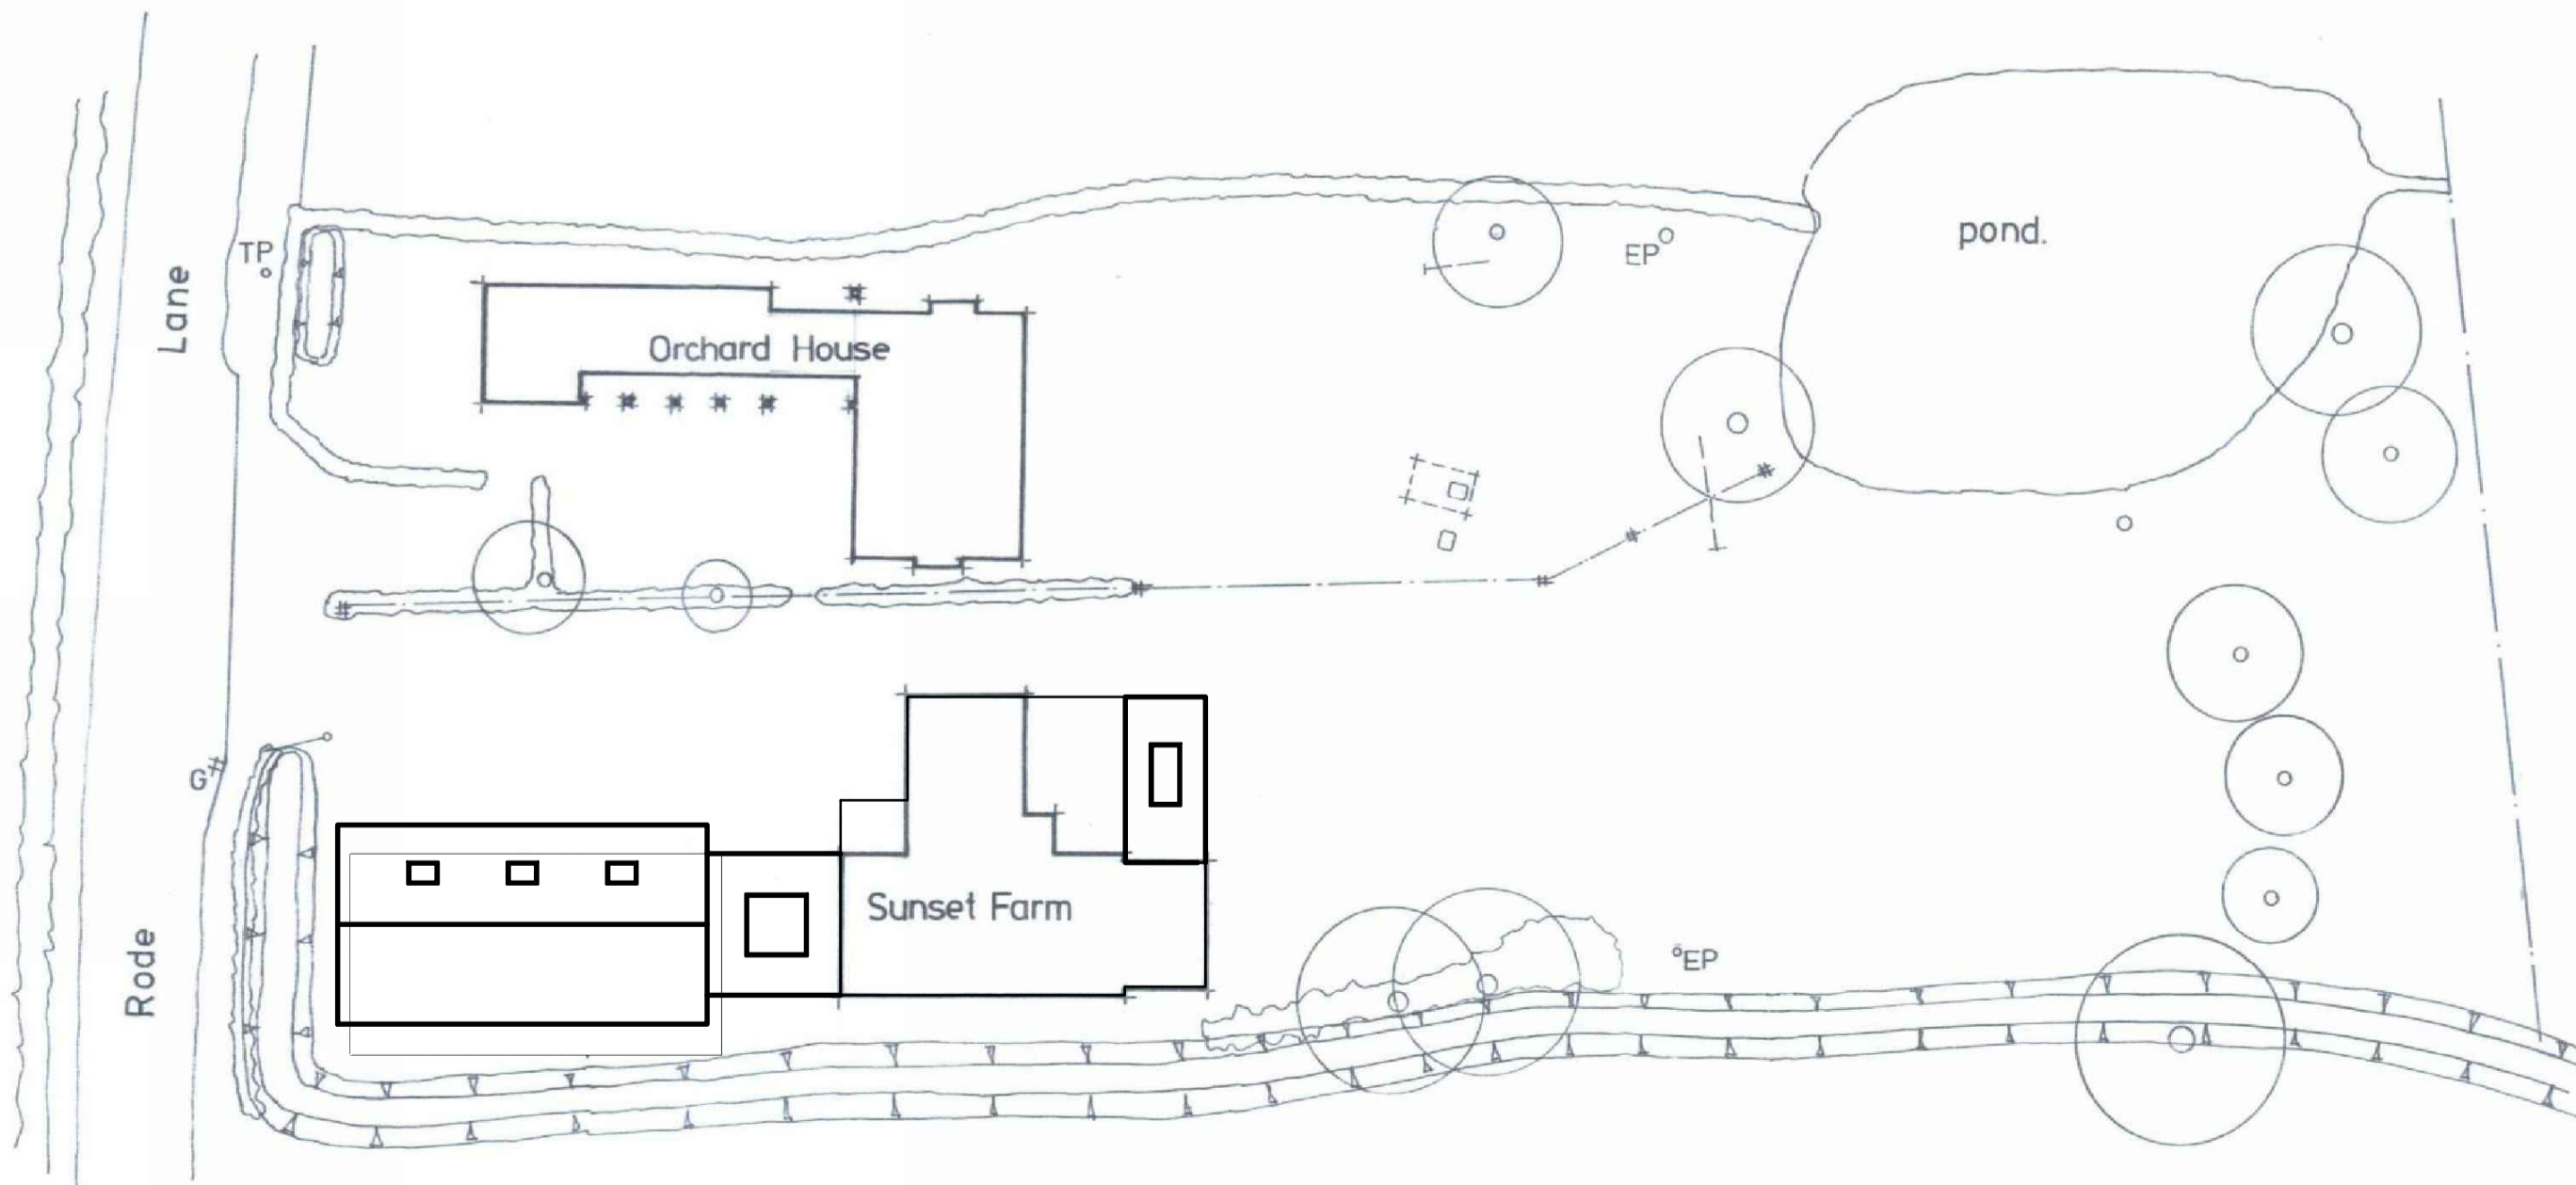 TP
Lane
Orchard House
EP
pond.
G
Rode
Sunset Farm
EP